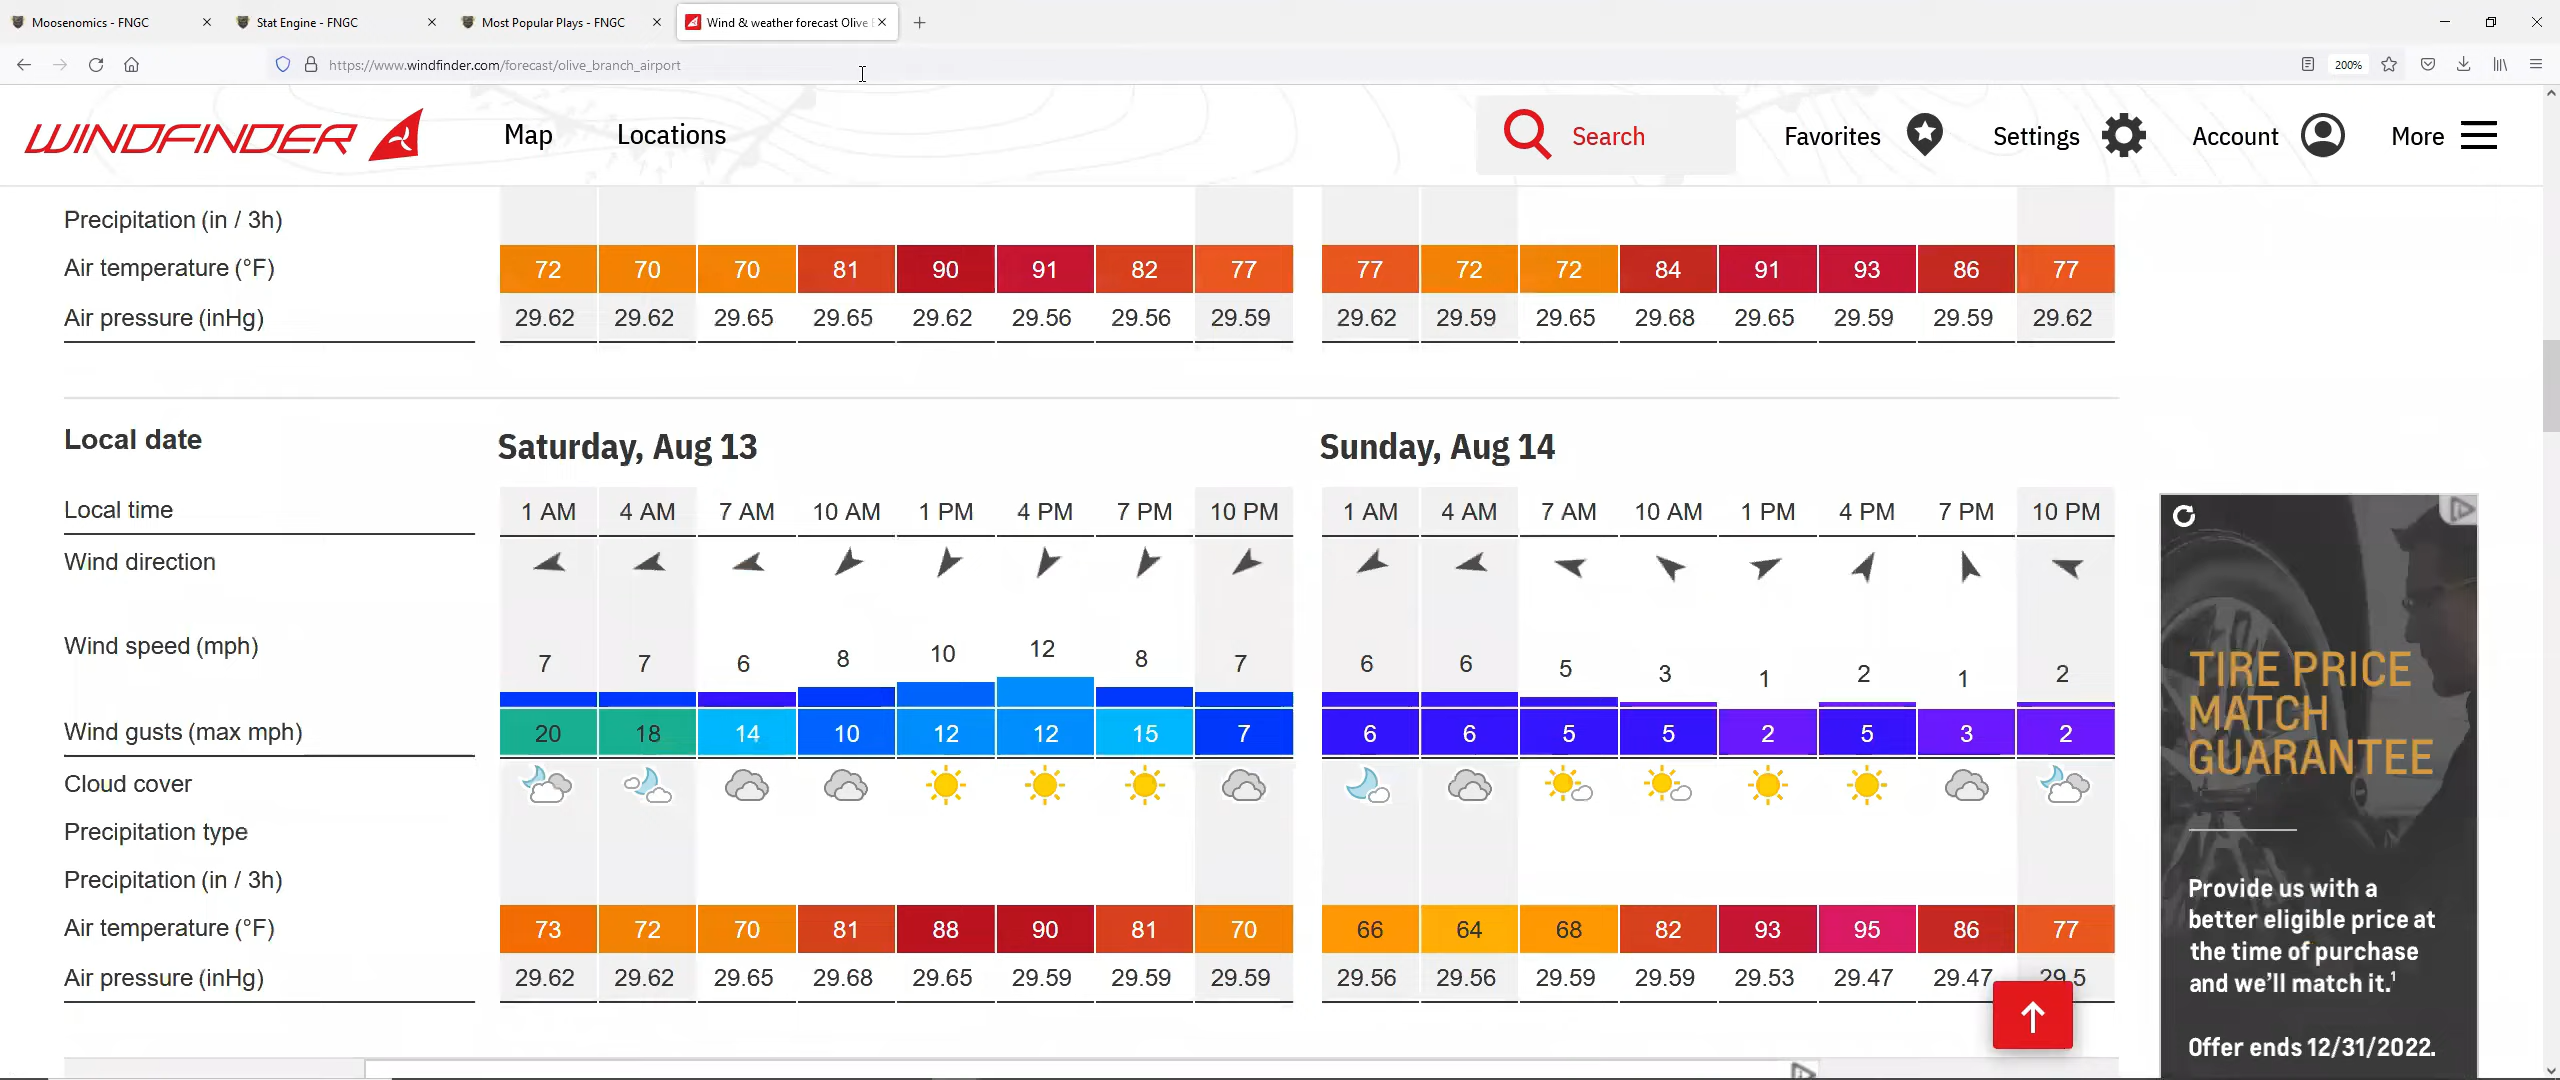 Moosenomics - FNGC
Stat Engine - FNGC
Most Popular Plays - FNGC
Wind & weather forecast Olive
https://www.windfinder.com/forecast/olive_branch_airport
200%
WINDFINDER
Map
Locations
Search
Favorites
Settings
Account
More
Precipitation (in / 3h)
Air temperature (°F) 72 70 70 81 90 91 82 77 77 72 72 84 91 93 86 77
Air pressure (inHg) 29.62 29.62 29.65 29.65 29.62 29.56 29.56 29.59 29.62 29.59 29.65 29.68 29.65 29.59 29.59 29.62
Local date Saturday, Aug 13 Sunday, Aug 14
Local time 1 AM 4 AM 7 AM 10 AM 1 PM 4 PM 7 PM 10 PM 1 AM 4 AM 7 AM 10 AM 1 PM 4 PM 7 PM 10 PM
Wind direction
Wind speed (mph) 7 7 6 8 10 12 8 7 6 6 5 3 1 2 1 2
Wind gusts (max mph) 20 18 14 10 12 12 15 7 6 6 5 5 2 5 3 2
Cloud cover
Precipitation type
Precipitation (in / 3h)
Air temperature (°F) 73 72 70 81 88 90 81 70 66 64 68 82 93 95 86 77
Air pressure (inHg) 29.62 29.62 29.65 29.68 29.65 29.59 29.59 29.59 29.56 29.56 29.59 29.59 29.53 29.47 29.47 29.5
TIRE PRICE
MATCH
GUARANTEE
Provide us with a
better eligible price at
the time of purchase
and we'll match it.1
Offer ends 12/31/2022.